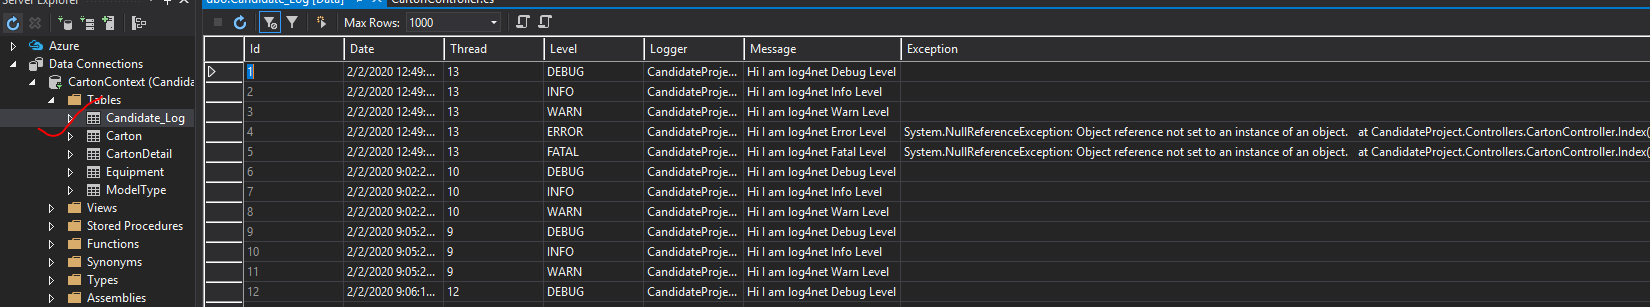 Server Explorer
dbo.Candidate_Log [Data]
CartonController.cs
Max Rows: 1000
Azure
Data Connections
CartonContext (Candida
Tables
Candidate_Log
Carton
CartonDetail
Equipment
ModelType
Views
Stored Procedures
Functions
Synonyms
Types
Assemblies
Id Date Thread Level Logger Message Exception
1 2/2/2020 12:49:... 13 DEBUG CandidateProje... Hi I am log4net Debug Level
2 2/2/2020 12:49:... 13 INFO CandidateProje... Hi I am log4net Info Level
3 2/2/2020 12:49:... 13 WARN CandidateProje... Hi I am log4net Warn Level
4 2/2/2020 12:49:... 13 ERROR CandidateProje... Hi I am log4net Error Level System.NullReferenceException: Object reference not set to an instance of an object. at CandidateProject.Controllers.CartonController.Index(
5 2/2/2020 12:49:... 13 FATAL CandidateProje... Hi I am log4net Fatal Level System.NullReferenceException: Object reference not set to an instance of an object. at CandidateProject.Controllers.CartonController.Index(
6 2/2/2020 9:02:2... 10 DEBUG CandidateProje... Hi I am log4net Debug Level
7 2/2/2020 9:02:2... 10 INFO CandidateProje... Hi I am log4net Info Level
8 2/2/2020 9:02:2... 10 WARN CandidateProje... Hi I am log4net Warn Level
9 2/2/2020 9:05:2... 9 DEBUG CandidateProje... Hi I am log4net Debug Level
10 2/2/2020 9:05:2... 9 INFO CandidateProje... Hi I am log4net Info Level
11 2/2/2020 9:05:2... 9 WARN CandidateProje... Hi I am log4net Warn Level
12 2/2/2020 9:06:1... 12 DEBUG CandidateProje... Hi I am log4net Debug Level